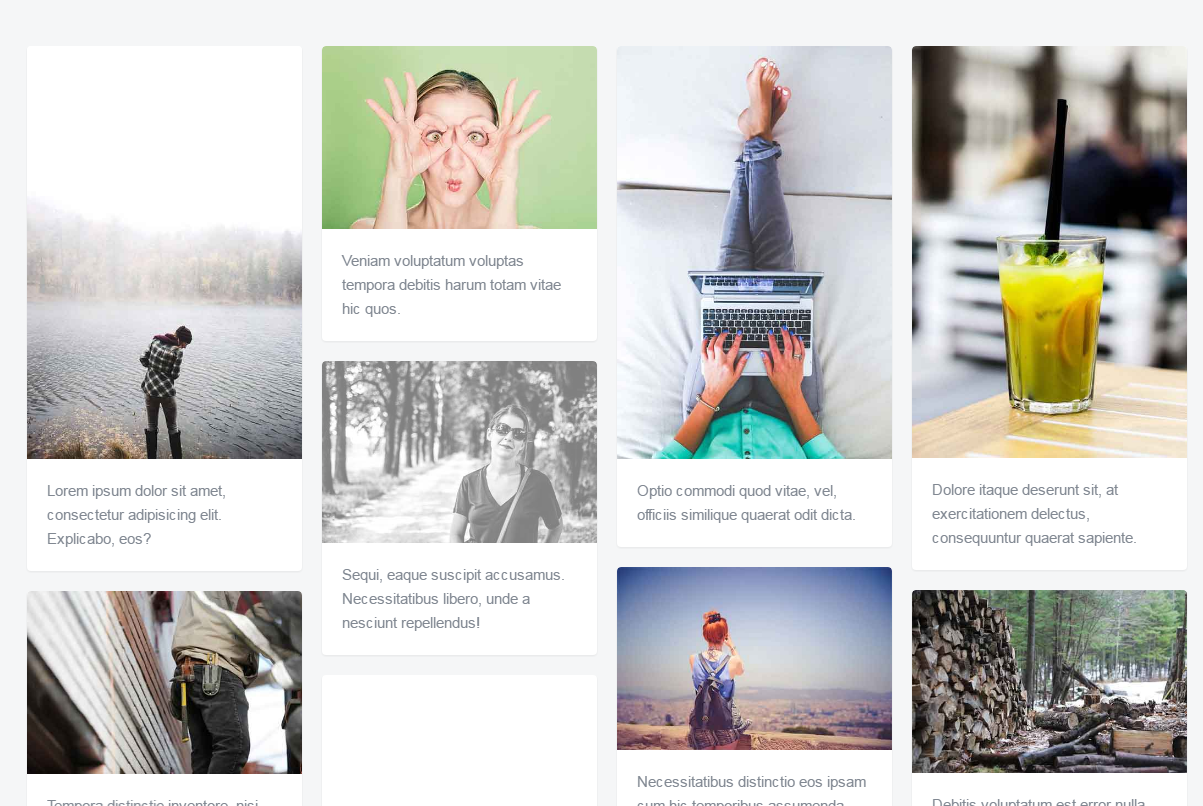 Lorem ipsum dolor sit amet,
consectetur adipisicing elit.
Explicabo, eos?
Tempora distinctio inventore, nisi
Veniam voluptatum voluptas
tempora debitis harum totam vitae
hic quos.
Sequi, eaque suscipit accusamus.
Necessitatibus libero, unde a
nesciunt repellendus!
Optio commodi quod vitae, vel,
officiis similique quaerat odit dicta.
Necessitatibus distinctio eos ipsam
cum hic temporibus assumenda
Dolore itaque deserunt sit, at
exercitationem delectus,
consequuntur quaerat sapiente.
Debitis voluptatum est error nulla